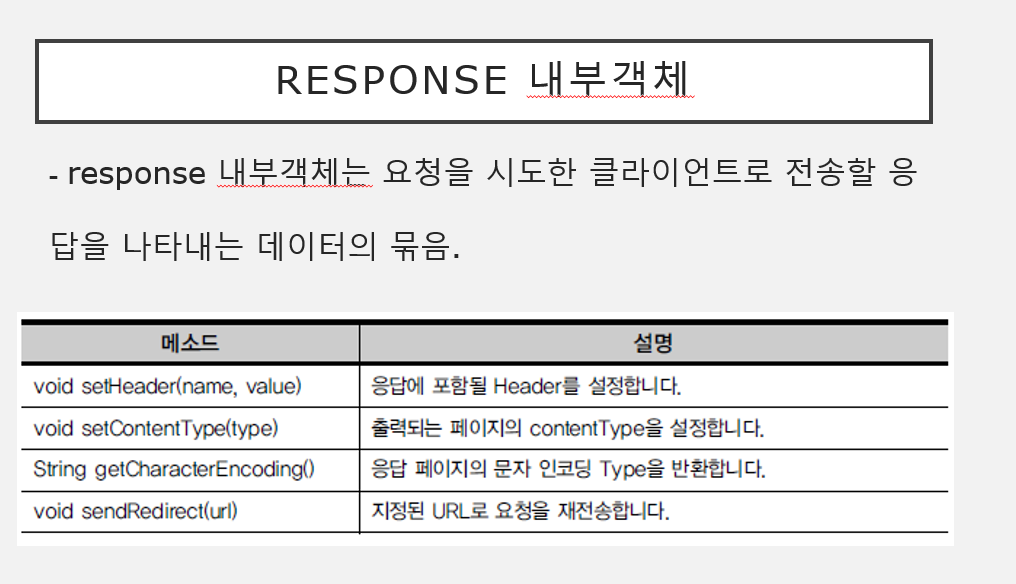 RESPONSE 내부객체
- response 내부객체는 요청을 시도한 클라이언트로 전송할 응
답을 나타내는 데이터의 묶음.
메소드 설명
void setHeader(name, value) 응답에 포함될 Header를 설정합니다.
void setContentType(type) 출력되는 페이지의 contentType을 설정합니다.
String getCharacterEncoding() 응답 페이지의 문자 인코딩 Type을 반환합니다.
void sendRedirect(url) 지정된 URL로 요청을 재전송합니다.